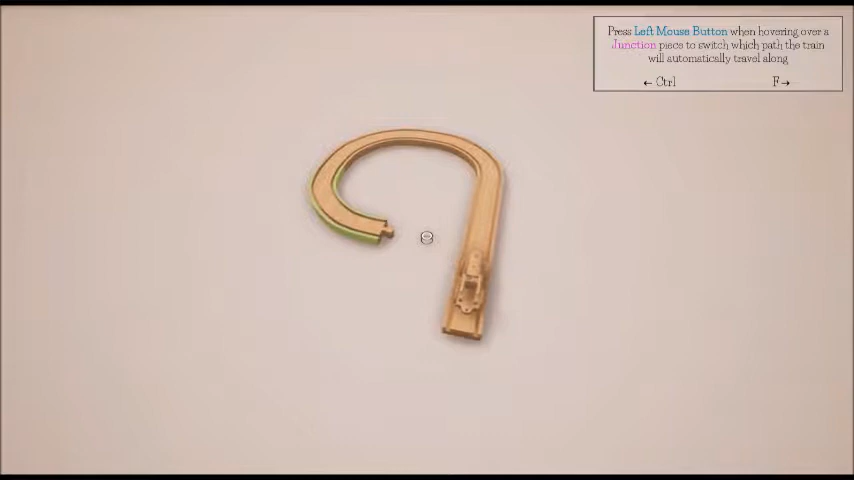 Press Left Mouse Button when hovering over a
Junction piece to switch which path the train
will automatically travel along
← Ctrl F→